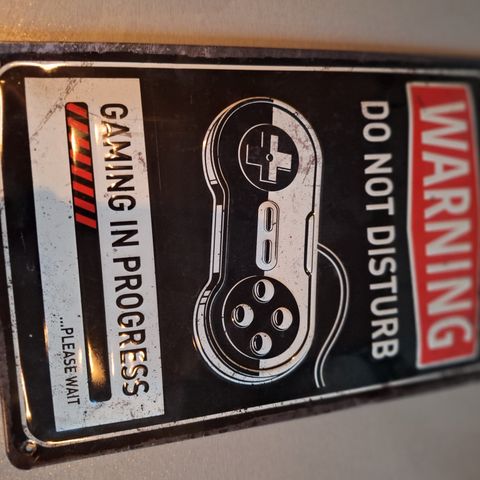 WARNING
DO NOT DISTURB
GAMING IN PROGRESS
...PLEASE WAIT